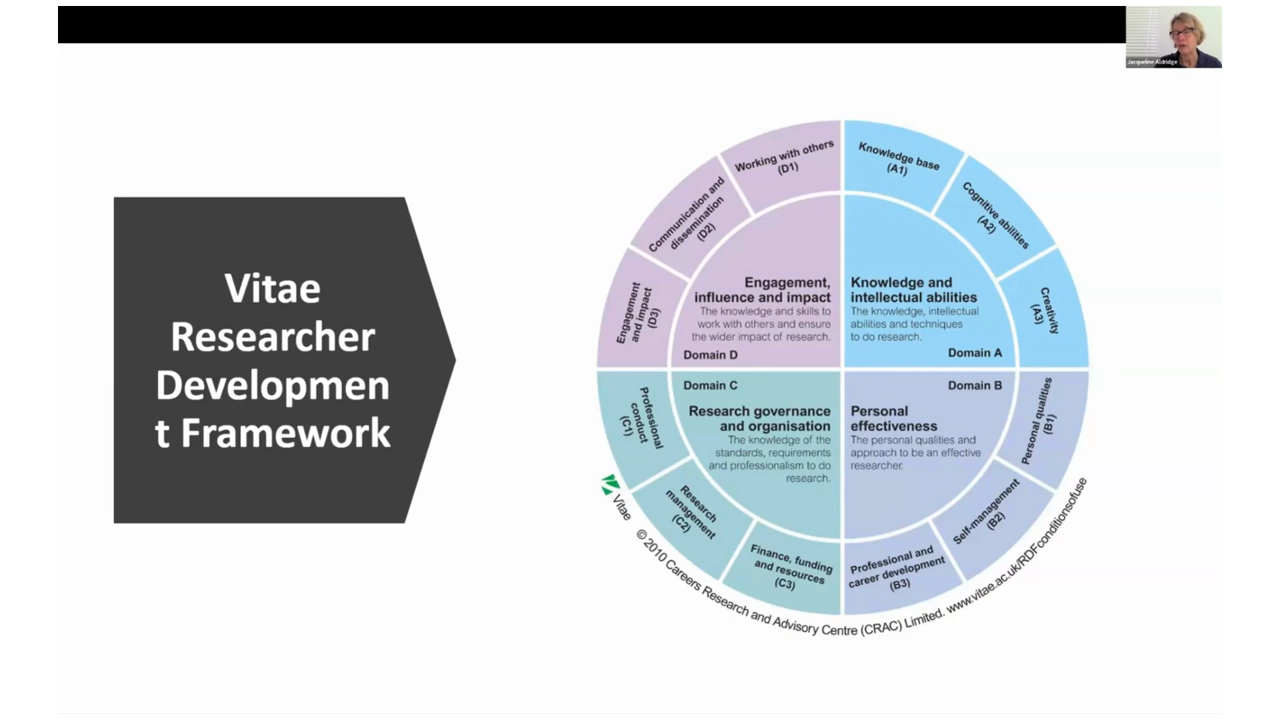 Jacqueline Aldridge
Vitae
Researcher
Developmen
t Framework
Working with others
(D1)
Communication and
dissemination
(D2)
Engagement
and impact
(D3)
Engagement,
influence and impact
The knowledge and skills to
work with others and ensure
the wider impact of research.
Domain D
Knowledge base
(A1)
Cognitive abilities
(A2)
Creativity
(A3)
Knowledge and
intellectual abilities
The knowledge, intellectual
abilities and techniques
to do research.
Domain A
Domain C
Research governance
and organisation
The knowledge of the
standards, requirements
and professionalism to do
research.
Professional
conduct
(C1)
Research
management
(C2)
Finance, funding
and resources
(C3)
Domain B
Personal
effectiveness
The personal qualities and
approach to be an effective
researcher.
Personal qualities
(B1)
Self-management
(B2)
Professional and
career development
(B3)
Vitae
© 2010 Careers Research and Advisory Centre (CRAC) Limited. www.vitae.ac.uk/RDFconditionsofuse